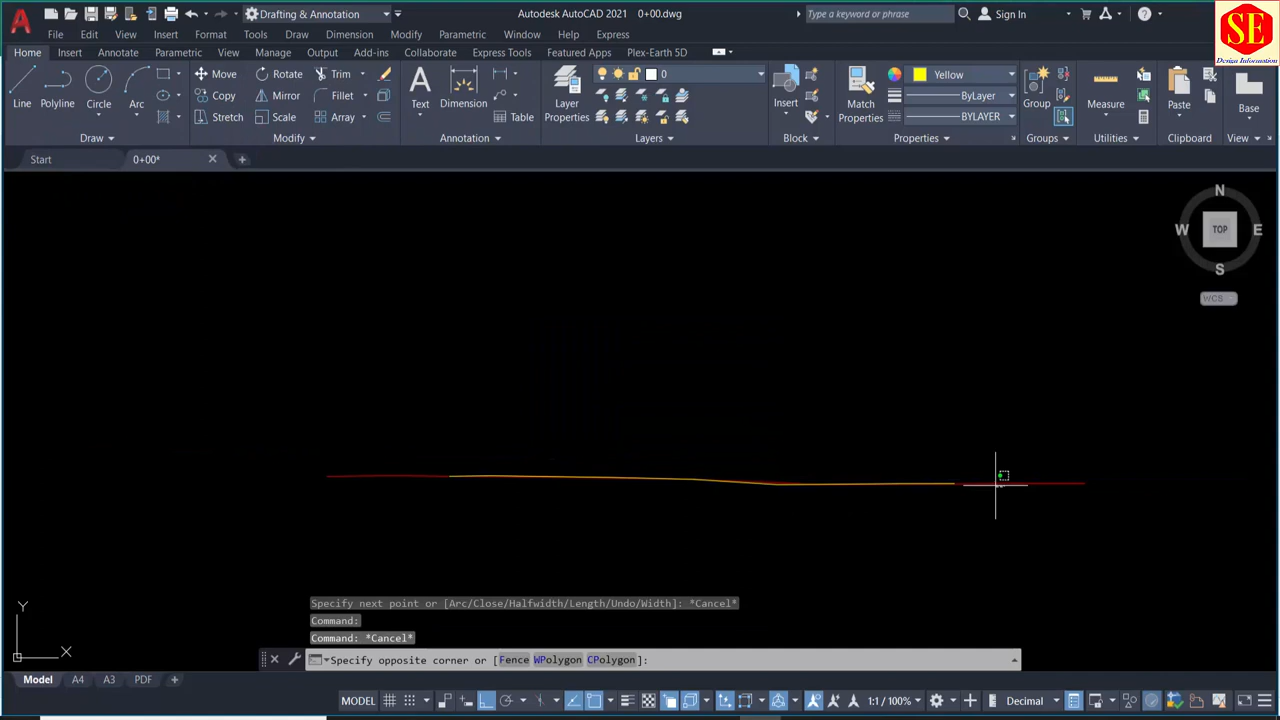 Drafting & Annotation
Autodesk AutoCAD 2021 0+00.dwg
Type a keyword or phrase
Sign In
SE
Design Information
File Edit View Insert Format Tools Draw Dimension Modify Parametric Window Help Express
Home Insert Annotate Parametric View Manage Output Add-ins Collaborate Express Tools Featured Apps Plex-Earth 5D
Line Polyline Circle Arc
Move Rotate Trim
Copy Mirror Fillet
Stretch Scale Array
Text Dimension Table
Layer Properties
0
Insert
Match Properties
Yellow
ByLayer
BYLAYER
Group
Measure
Paste
Base
Draw Modify Annotation Layers Block Properties Groups Utilities Clipboard View
Start 0+00*
N
W TOP E
S
WCS
Y
X
Specify next point or [Arc/Close/Halfwidth/Length/Undo/Width]: *Cancel*
Command:
Command: *Cancel*
Specify opposite corner or [Fence WPolygon CPolygon]:
Model A4 A3 PDF
MODEL 1:1 / 100% Decimal